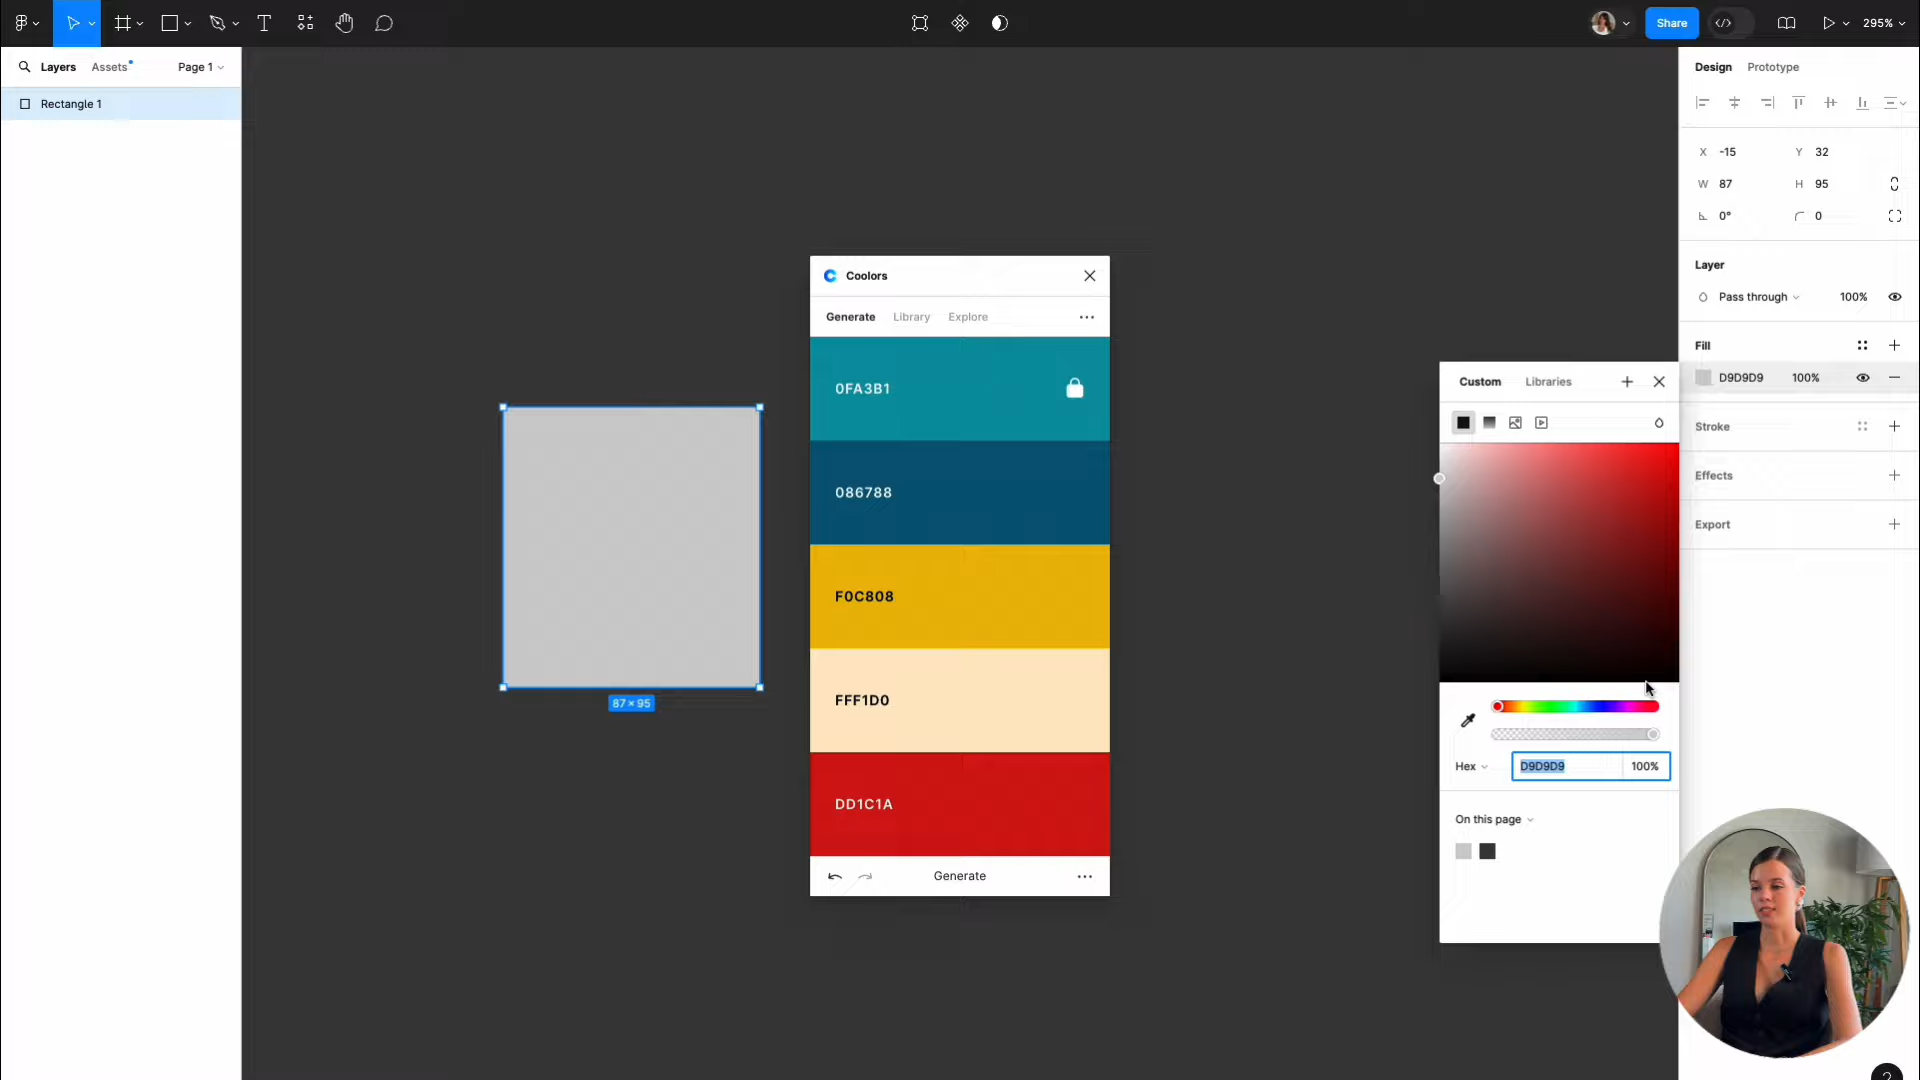 Share
295%
Layers
Assets
Page 1
Rectangle 1
87 × 95
Coolors
Generate
Library
Explore
0FA3B1
086788
F0C808
FFF1D0
DD1C1A
Generate
Custom
Libraries
Hex
D9D9D9
100%
On this page
Design
Prototype
X
-15
Y
32
W
87
H
95
0°
0
Layer
Pass through
100%
Fill
D9D9D9
100%
Stroke
Effects
Export